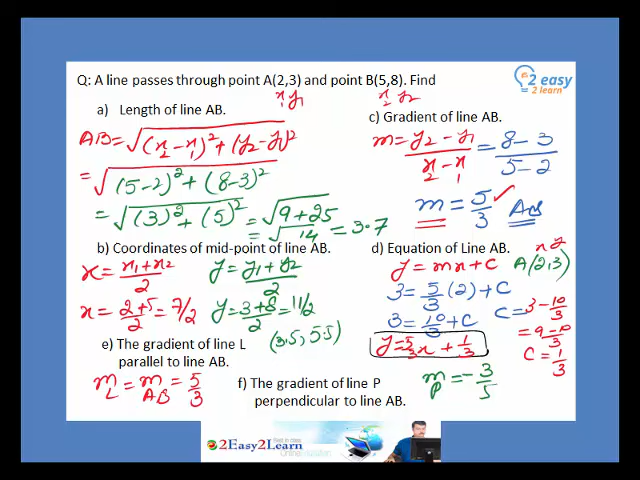 2 easy
2 learn
Q: A line passes through point A(2,3) and point B(5,8). Find
x₁ y₁
x₂ y₂
a) Length of line AB.
AB = √(x₂ - x₁)² + (y₂ - y₁)²
= √(5-2)² + (8-3)²
= √(3)² + (5)² = √9+25
= √14 = 3.7
c) Gradient of line AB.
m = y₂ - y₁ / x₂ - x₁ = 8-3 / 5-2
m = 5/3 ✓ Ans
b) Coordinates of mid-point of line AB.
x = x₁+x₂ / 2 y = y₁+y₂ / 2
x = 2+5 / 2 = 7/2 y = 3+8 / 2 = 11/2
(3.5, 5.5)
d) Equation of Line AB.
x y
y = mx + c A(2,3)
3 = 5/3 (2) + C
3 = 10/3 + C
C = 3 - 10/3
= 9-10 / 3
C = 1/3
y = 5/3 x + 1/3
e) The gradient of line L
parallel to line AB.
m_L = m_AB = 5/3
f) The gradient of line P
perpendicular to line AB.
m_P = -3/5
2Easy2Learn